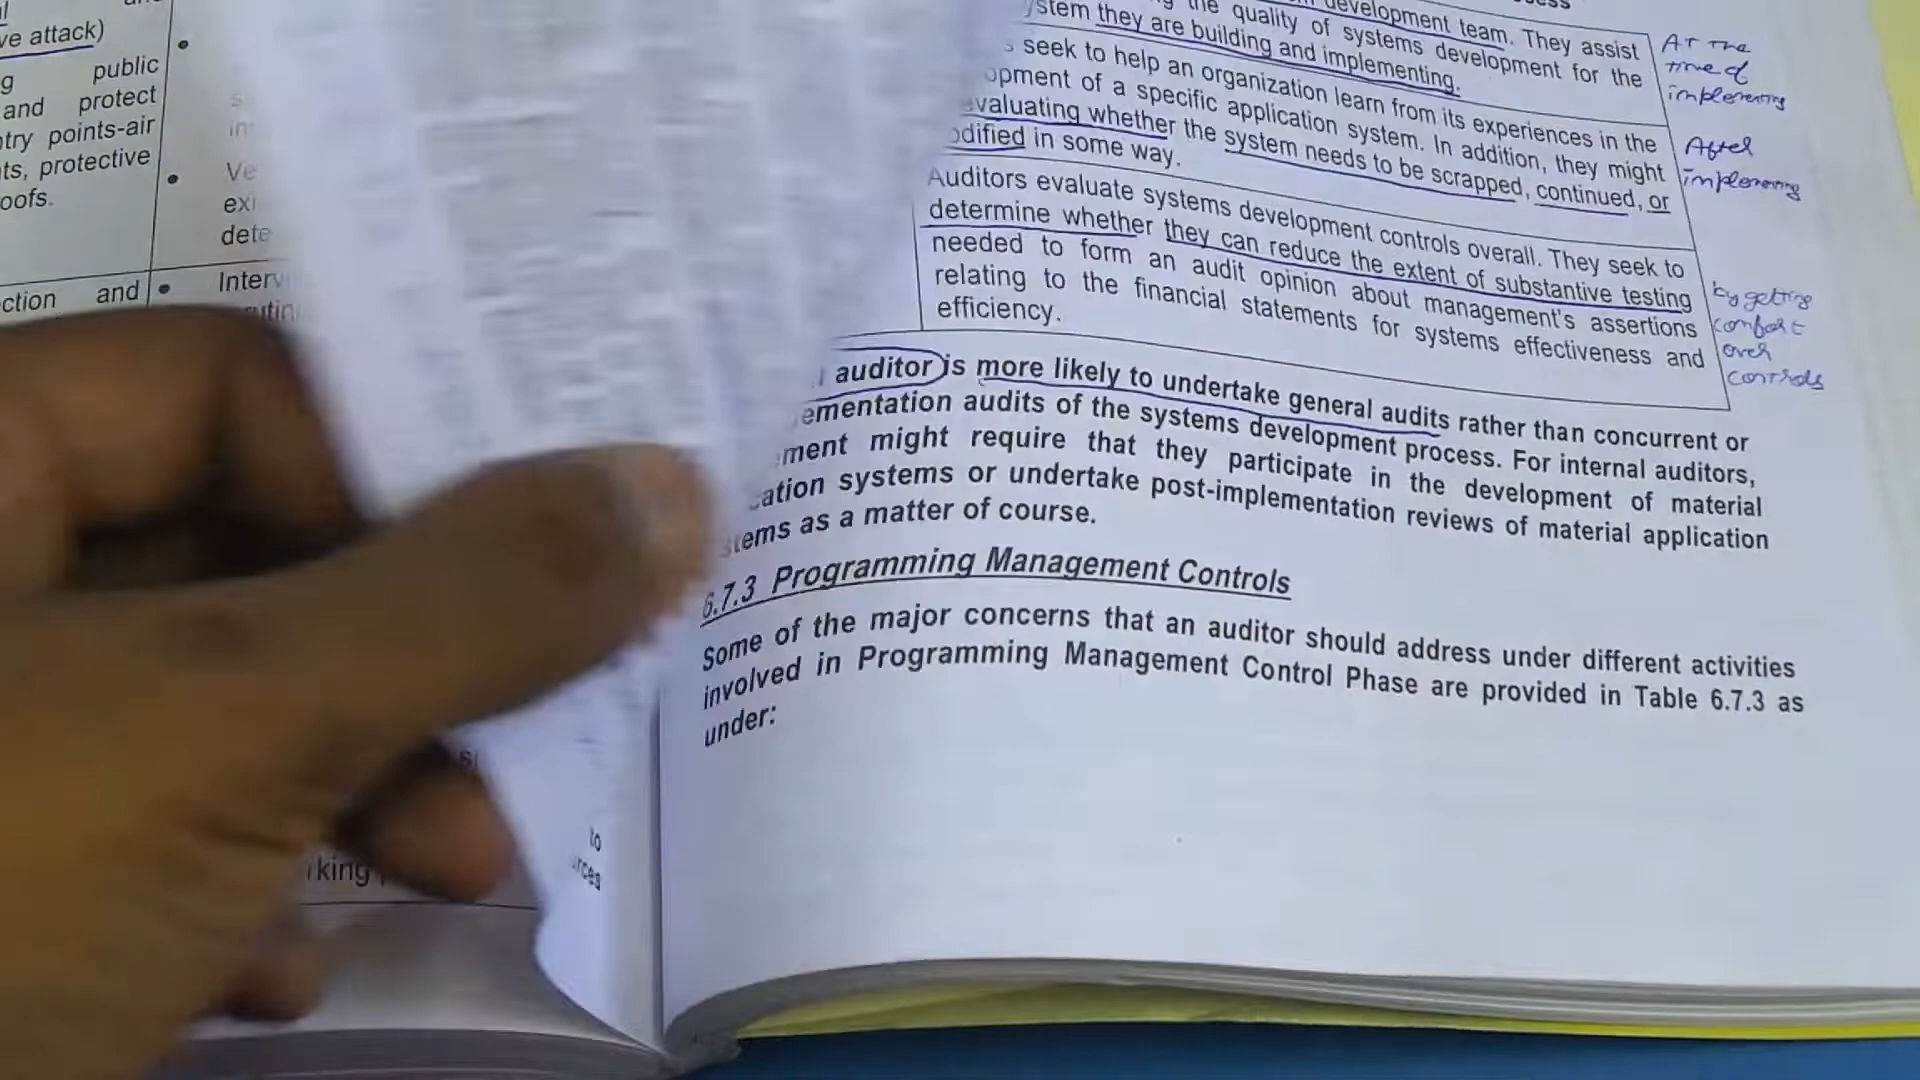 ve attack)
g public
and protect
ntry points-air
ts, protective
oofs.
ction and
Ve
exi
dete
Interv
to
rces
rking
the quality of systems development for the
development team. They assist
stem they are building and implementing.
seek to help an organization learn from its experiences in the
opment of a specific application system. In addition, they might
evaluating whether the system needs to be scrapped, continued, or
odified in some way.
Auditors evaluate systems development controls overall. They seek to
determine whether they can reduce the extent of substantive testing
needed to form an audit opinion about management's assertions
relating to the financial statements for systems effectiveness and
efficiency.
At the
time of
implementing
After
implementing
by getting
comfort
over
controls
auditor is more likely to undertake general audits rather than concurrent or
ementation audits of the systems development process. For internal auditors,
ment might require that they participate in the development of material
cation systems or undertake post-implementation reviews of material application
stems as a matter of course.
6.7.3 Programming Management Controls
Some of the major concerns that an auditor should address under different activities
involved in Programming Management Control Phase are provided in Table 6.7.3 as
under: